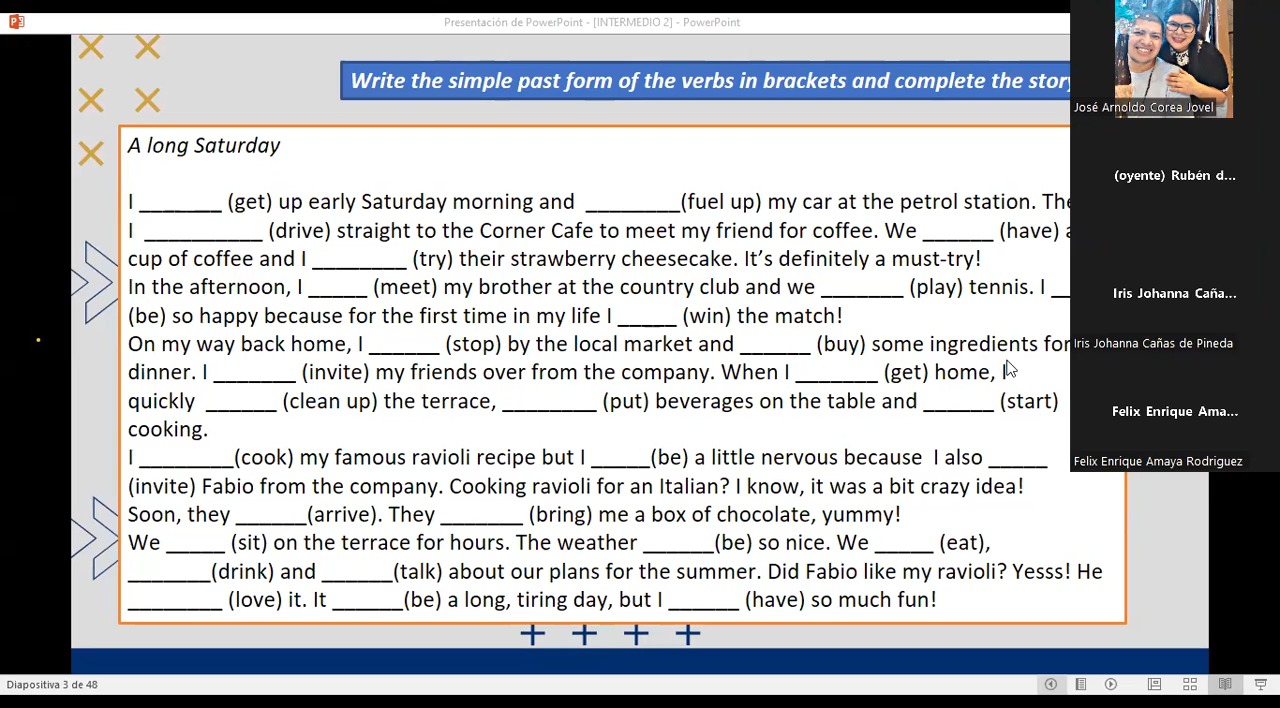 Presentación de PowerPoint - [INTERMEDIO 2] - PowerPoint
Write the simple past form of the verbs in brackets and complete the story
José Arnoldo Corea Jovel
A long Saturday
(oyente) Rubén d...
I _______ (get) up early Saturday morning and ________(fuel up) my car at the petrol station. The
I __________ (drive) straight to the Corner Cafe to meet my friend for coffee. We ______ (have) a
cup of coffee and I ________ (try) their strawberry cheesecake. It's definitely a must-try!
In the afternoon, I _____ (meet) my brother at the country club and we _______ (play) tennis. I __
Iris Johanna Caña...
(be) so happy because for the first time in my life I _____ (win) the match!
On my way back home, I ______ (stop) by the local market and ______ (buy) some ingredients for
Iris Johanna Cañas de Pineda
dinner. I _______ (invite) my friends over from the company. When I _______ (get) home, I
quickly ______ (clean up) the terrace, ________ (put) beverages on the table and ______ (start)
Felix Enrique Ama...
cooking.
I ________(cook) my famous ravioli recipe but I _____(be) a little nervous because I also _____
Felix Enrique Amaya Rodriguez
(invite) Fabio from the company. Cooking ravioli for an Italian? I know, it was a bit crazy idea!
Soon, they ______(arrive). They _______ (bring) me a box of chocolate, yummy!
We _____ (sit) on the terrace for hours. The weather ______(be) so nice. We _____ (eat),
_______(drink) and ______(talk) about our plans for the summer. Did Fabio like my ravioli? Yesss! He
________ (love) it. It ______(be) a long, tiring day, but I ______ (have) so much fun!
Diapositiva 3 de 48